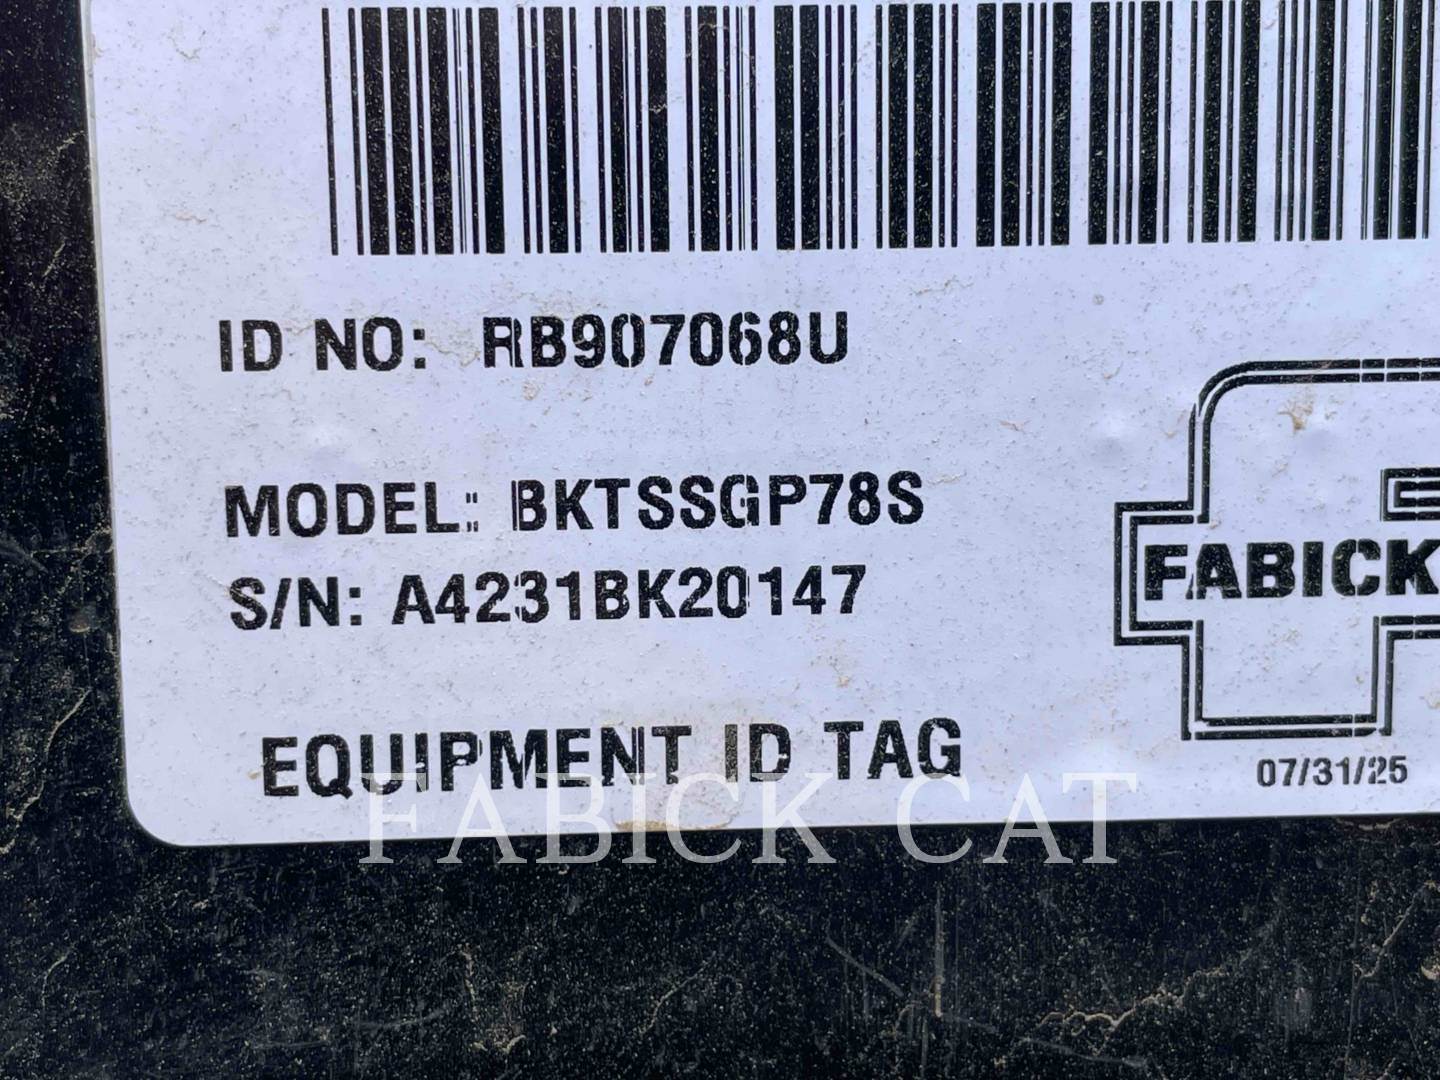 ID NO: RB907068U
MODEL: BKTSSGP78S
S/N: A4231BK20147
FABICK
EQUIPMENT ID TAG
07/31/25
FABICK CAT